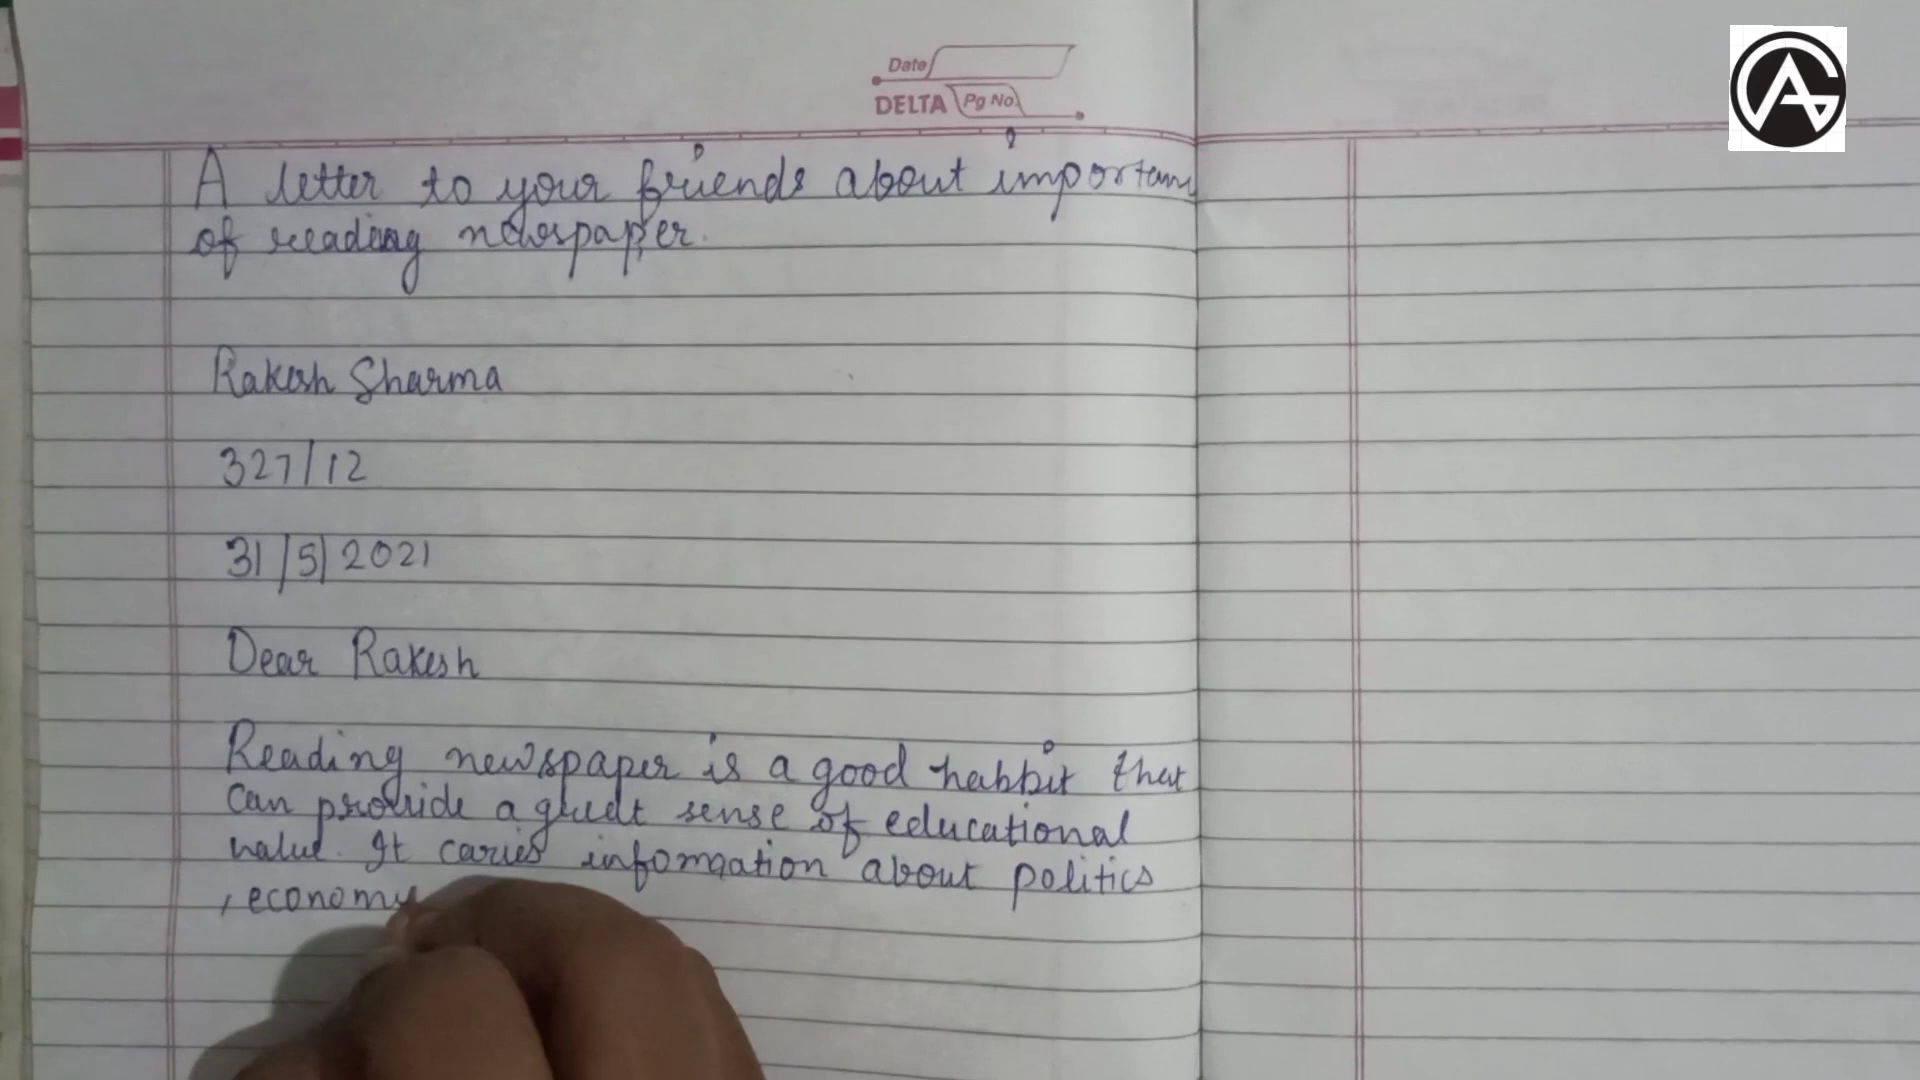 Date
DELTA Pg No.
A letter to your friends about importanc
of reading newspaper.
Rakesh Sharma
327/12
31/5/2021
Dear Rakesh
Reading newspaper is a good habbit that
can provide a great sense of educational
value. It caries infomation about politics
, economy